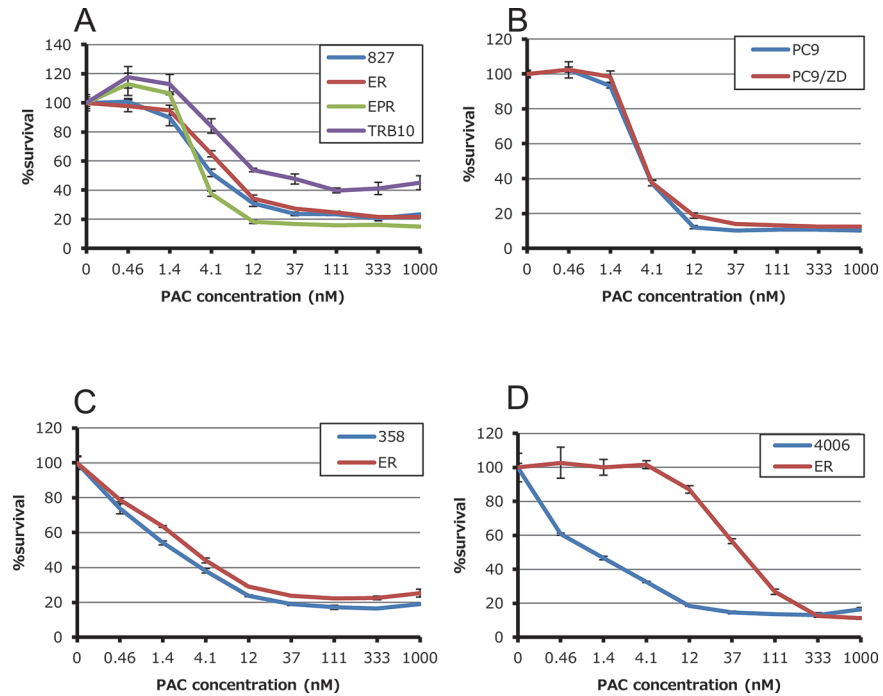 A
140
120
100
80
60
40
20
0
%survival
827
ER
EPR
TRB10
0 0.46 1.4 4.1 12 37 111 333 1000
PAC concentration (nM)
B
120
100
80
60
40
20
0
%survival
PC9
PC9/ZD
0 0.46 1.4 4.1 12 37 111 333 1000
PAC concentration (nM)
C
120
100
80
60
40
20
0
%survival
358
ER
0 0.46 1.4 4.1 12 37 111 333 1000
PAC concentration (nM)
D
120
100
80
60
40
20
0
%survival
4006
ER
0 0.46 1.4 4.1 12 37 111 333 1000
PAC concentration (nM)